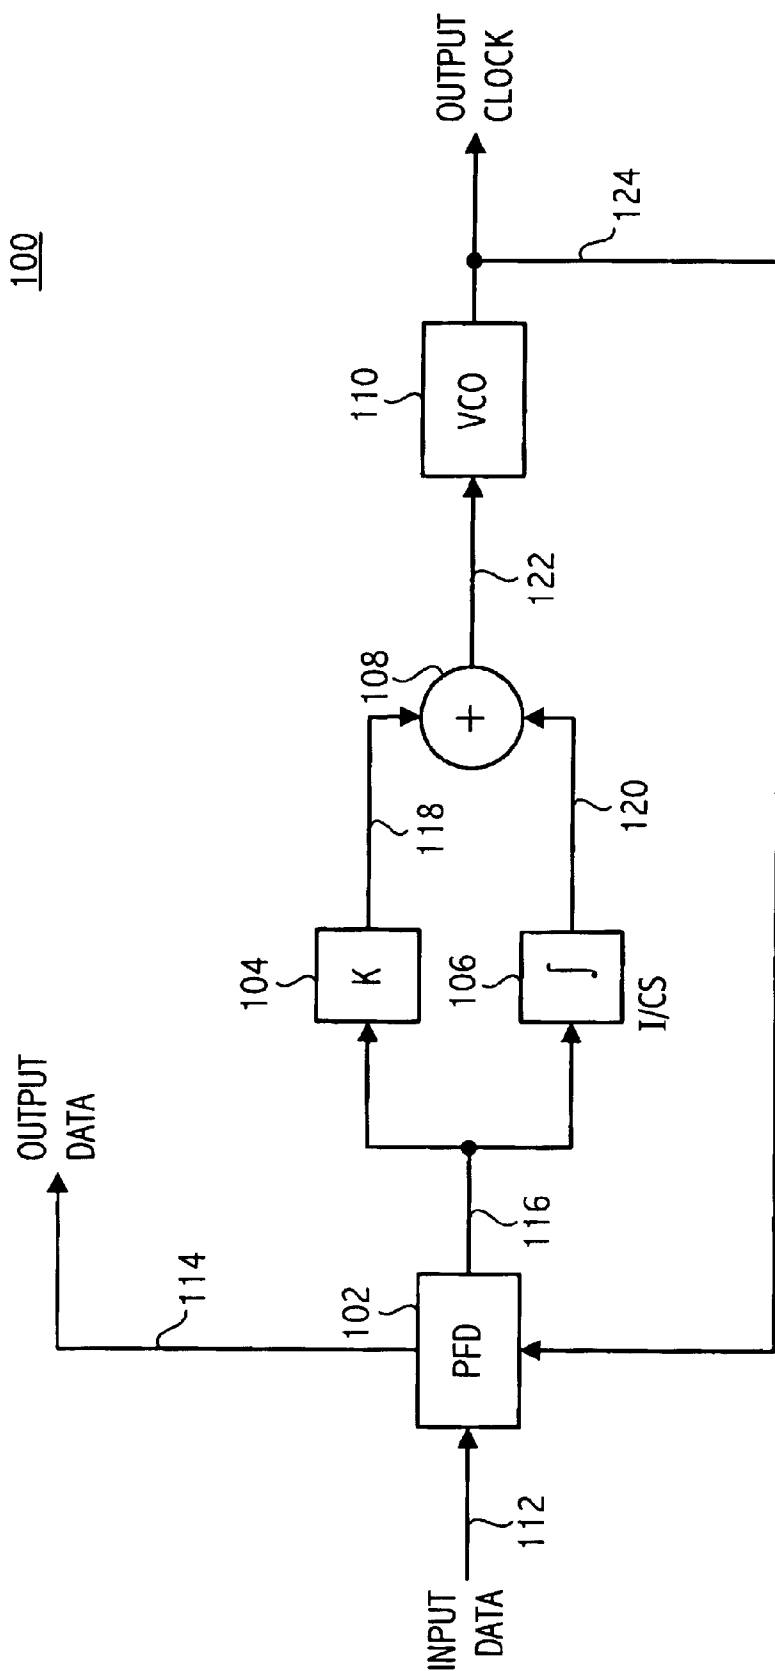 100
OUTPUT
DATA
114
INPUT
DATA
112
102
PFD
116
104
K
118
106
∫
I/CS
120
108
+
122
110
VCO
OUTPUT
CLOCK
124